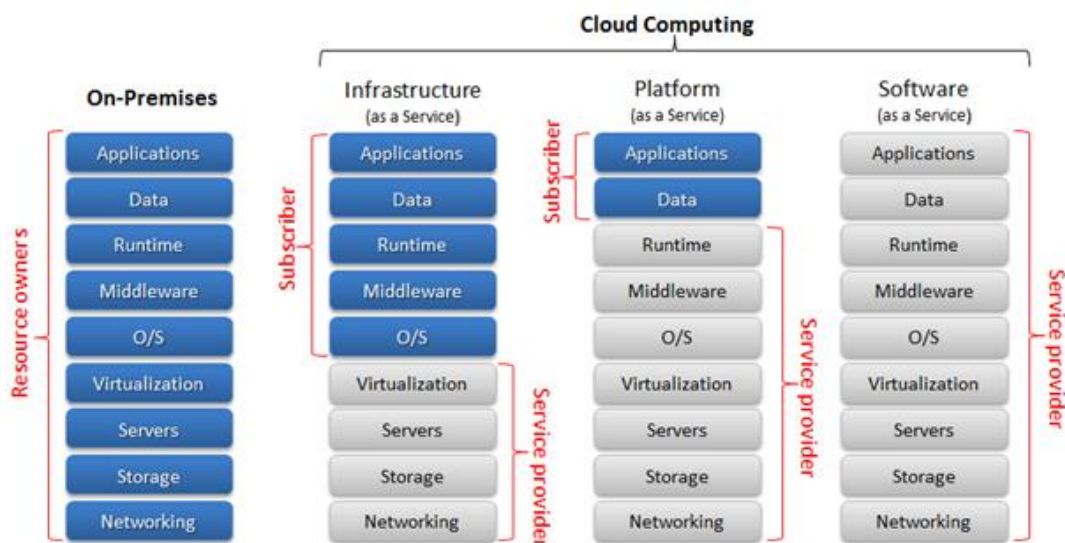 Cloud Computing
On-Premises
Resource owners
Applications
Data
Runtime
Middleware
O/S
Virtualization
Servers
Storage
Networking
Infrastructure
(as a Service)
Subscriber
Applications
Data
Runtime
Middleware
O/S
Virtualization
Servers
Storage
Networking
Service provider
Platform
(as a Service)
Subscriber
Applications
Data
Runtime
Middleware
O/S
Virtualization
Servers
Storage
Networking
Service provider
Software
(as a Service)
Applications
Data
Runtime
Middleware
O/S
Virtualization
Servers
Storage
Networking
Service provider